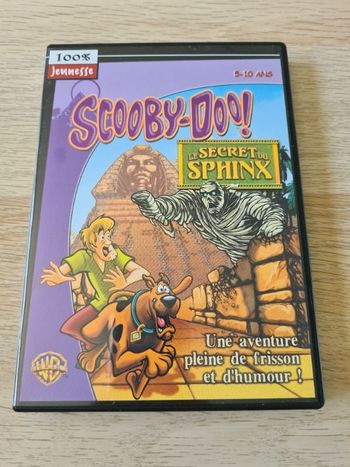 100%
Jeunesse
5-10 ANS
SCOOBY-DOO!
LE SECRET DU
SPHINX
Une aventure
pleine de frisson
et d'humour !
WB